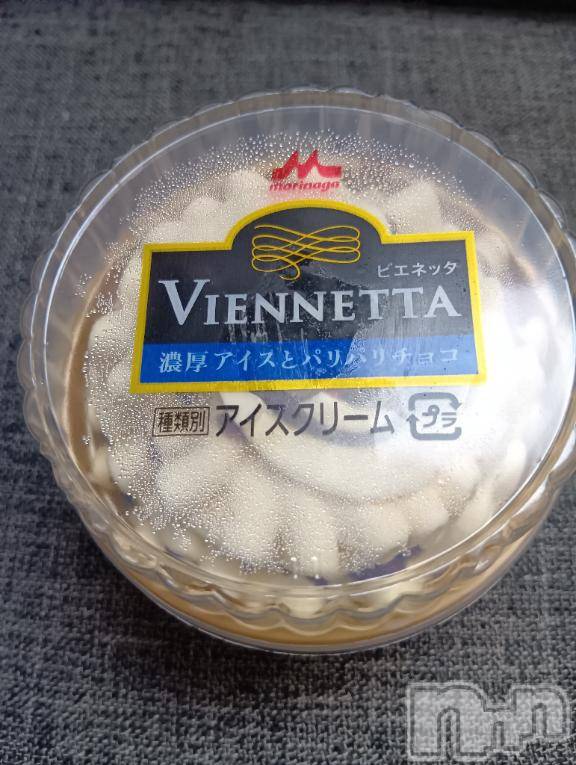 morinaga
ビエネッタ
VIENNETTA
濃厚アイスとパリパリチョコ
種類別 アイスクリーム プラ